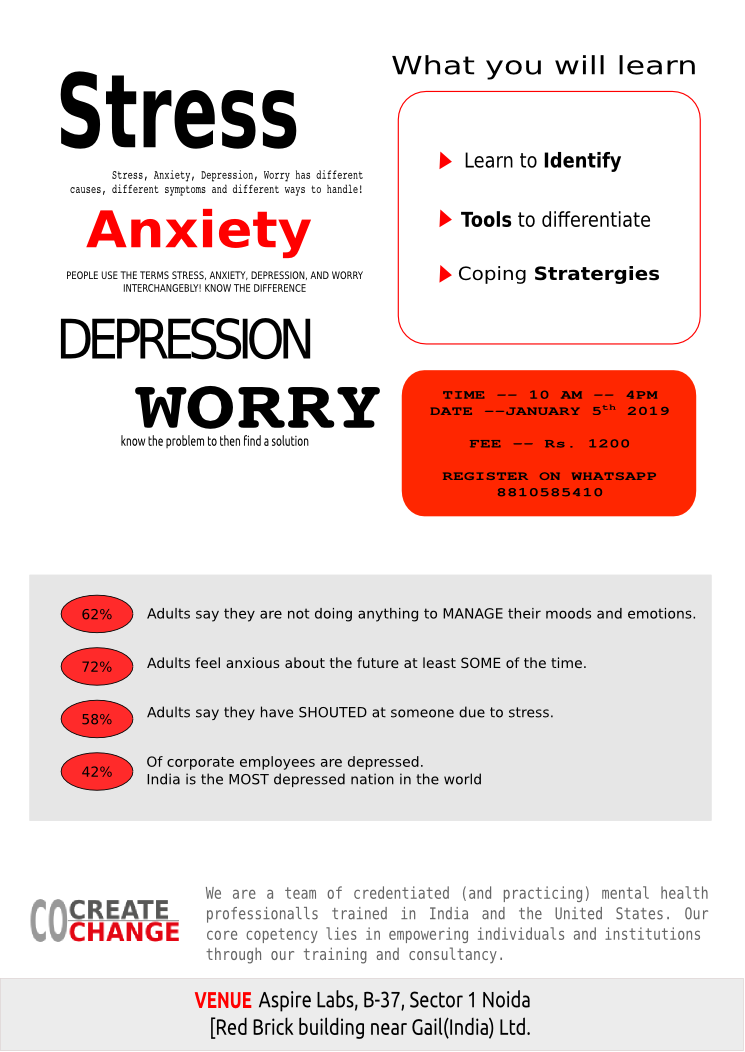 Stress
Stress, Anxiety, Depression, Worry has different
causes, different symptoms and different ways to handle!
Anxiety
PEOPLE USE THE TERMS STRESS, ANXIETY, DEPRESSION, AND WORRY
INTERCHANGEBLY! KNOW THE DIFFERENCE
DEPRESSION
WORRY
know the problem to then find a solution
What you will learn
Learn to Identify
Tools to differentiate
Coping Stratergies
TIME —— 10 AM —— 4PM
DATE ——JANUARY 5th 2019
FEE —— Rs. 1200
REGISTER ON WHATSAPP
8810585410
62% Adults say they are not doing anything to MANAGE their moods and emotions.
72% Adults feel anxious about the future at least SOME of the time.
58% Adults say they have SHOUTED at someone due to stress.
42% Of corporate employees are depressed.
India is the MOST depressed nation in the world
CO CREATE
CHANGE
We are a team of credentiated (and practicing) mental health
professionalls trained in India and the United States. Our
core copetency lies in empowering individuals and institutions
through our training and consultancy.
VENUE Aspire Labs, B-37, Sector 1 Noida
[Red Brick building near Gail(India) Ltd.